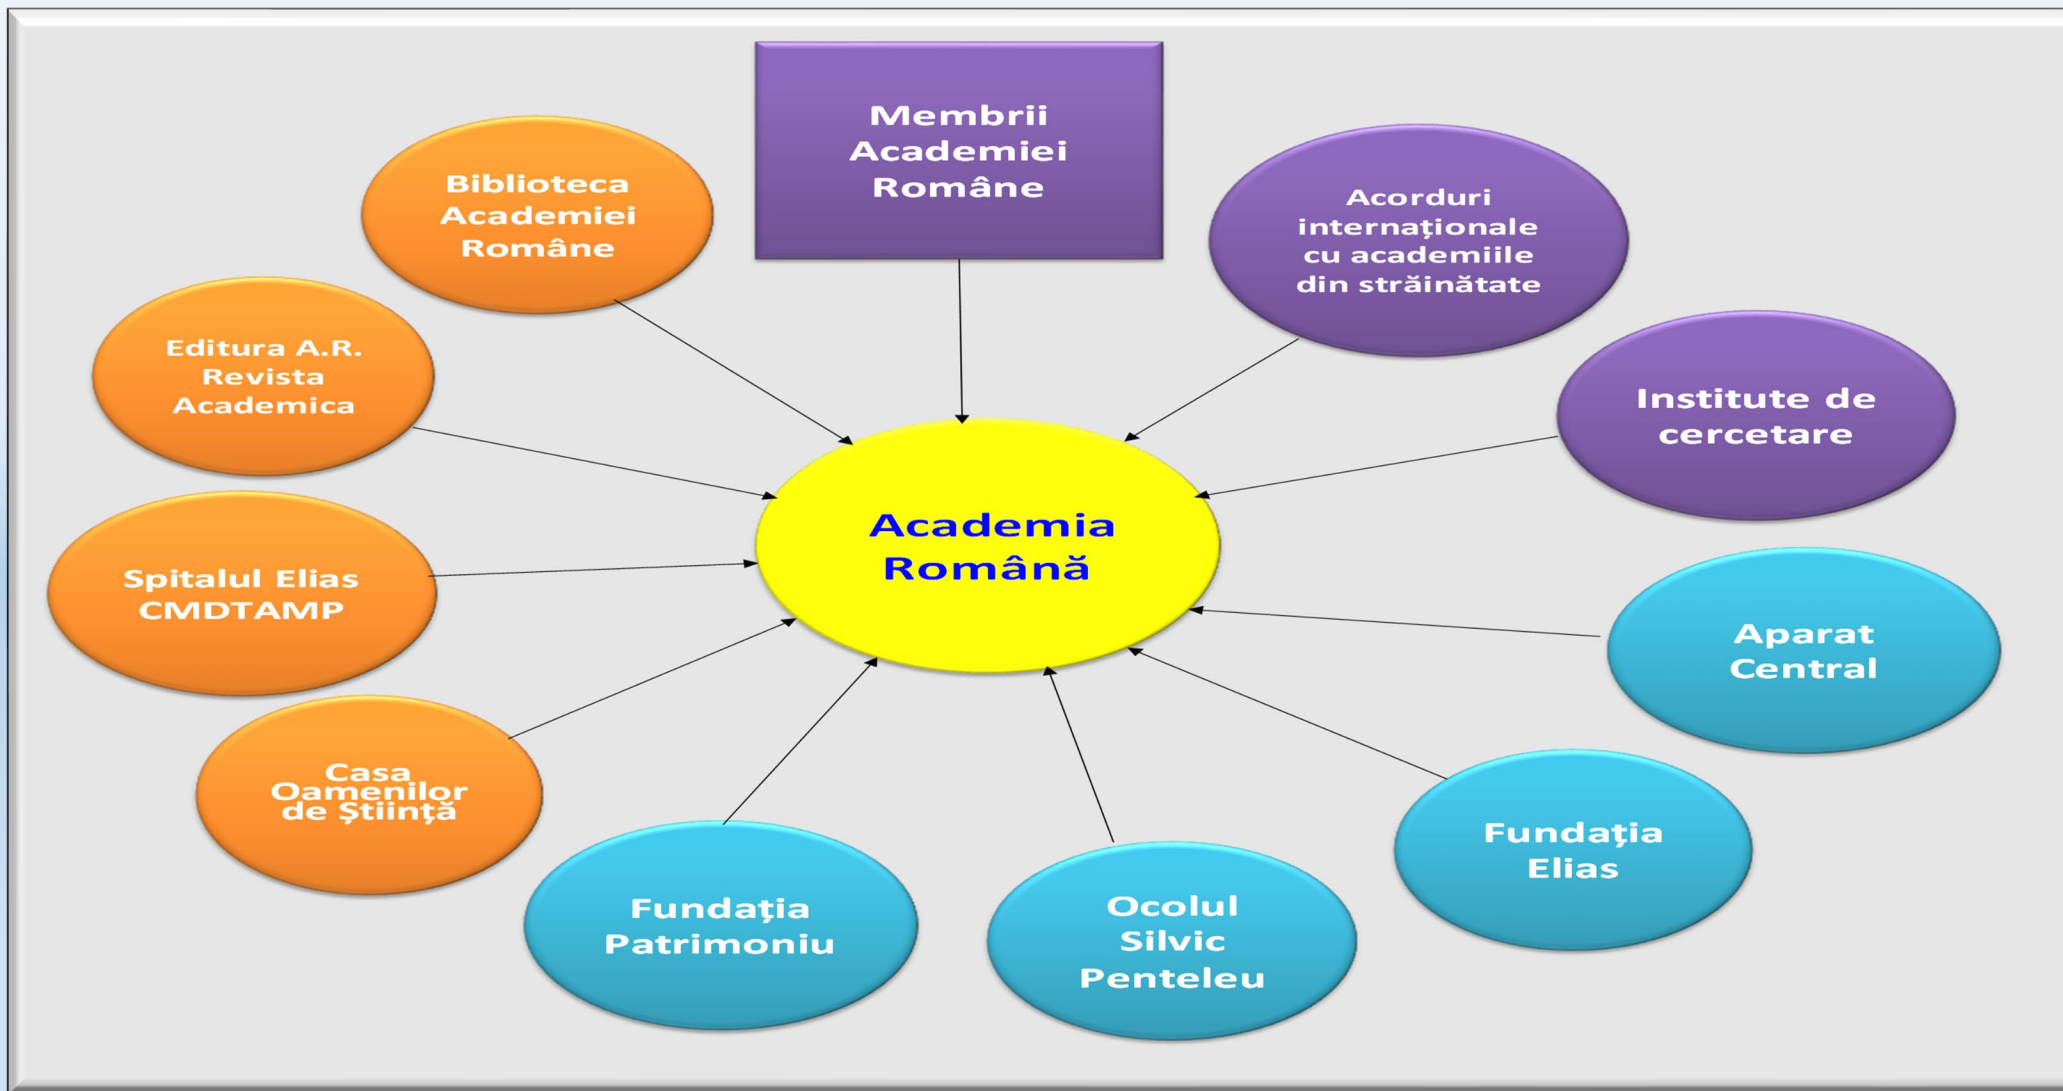 Membrii
Academiei
Române
Biblioteca
Academiei
Române
Acorduri
internaţionale
cu academiile
din străinătate
Editura A.R.
Revista
Academica
Institute de
cercetare
Academia
Română
Spitalul Elias
CMDTAMP
Aparat
Central
Casa
Oamenilor
de Ştiinţă
Fundaţia
Elias
Fundaţia
Patrimoniu
Ocolul
Silvic
Penteleu